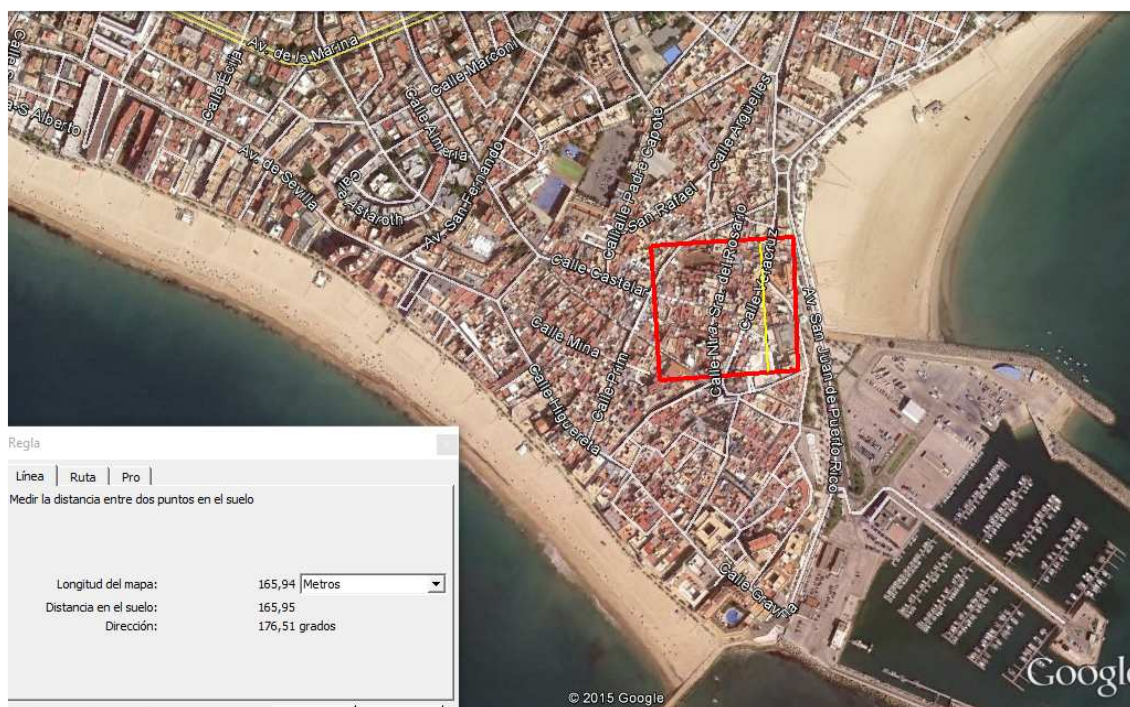 Av. de la Marina
Calle Écija
Calle Marconi
Calle Almería
-S Alberto
Av. de Sevilla
Av. San Fernando
Astaroth
Calle Padre Capote
Calle Argüelles
San Rafael
Calle Castelar
Calle Ntra. Sra. del Rosario
Calle Veracruz
Av. San Juan de Puerto Rico
Calle Mina
Calle Prim
Calle Higuereta
Calle Gravina
Regla
Línea
Ruta
Pro
Medir la distancia entre dos puntos en el suelo
Longitud del mapa: 165,94 Metros
Distancia en el suelo: 165,95
Dirección: 176,51 grados
© 2015 Google
Google